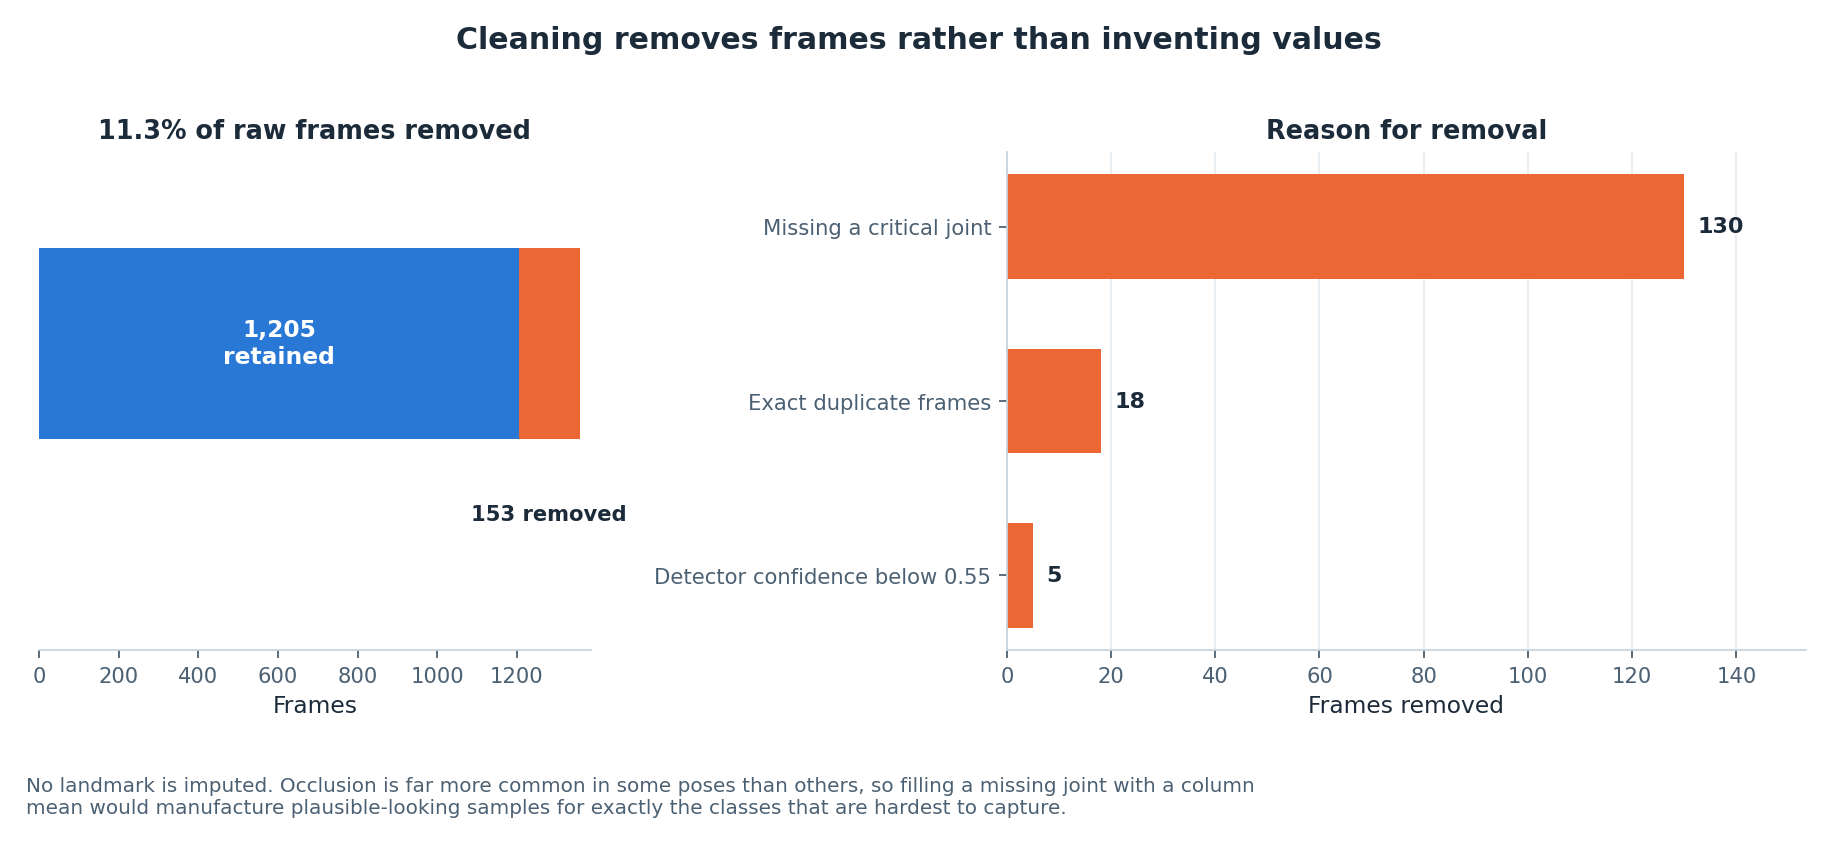 Cleaning removes frames rather than inventing values
11.3% of raw frames removed
1,205
retained
153 removed
0 200 400 600 800 1000 1200
Frames
Reason for removal
Missing a critical joint
130
Exact duplicate frames
18
Detector confidence below 0.55
5
0 20 40 60 80 100 120 140
Frames removed
No landmark is imputed. Occlusion is far more common in some poses than others, so filling a missing joint with a column
mean would manufacture plausible-looking samples for exactly the classes that are hardest to capture.